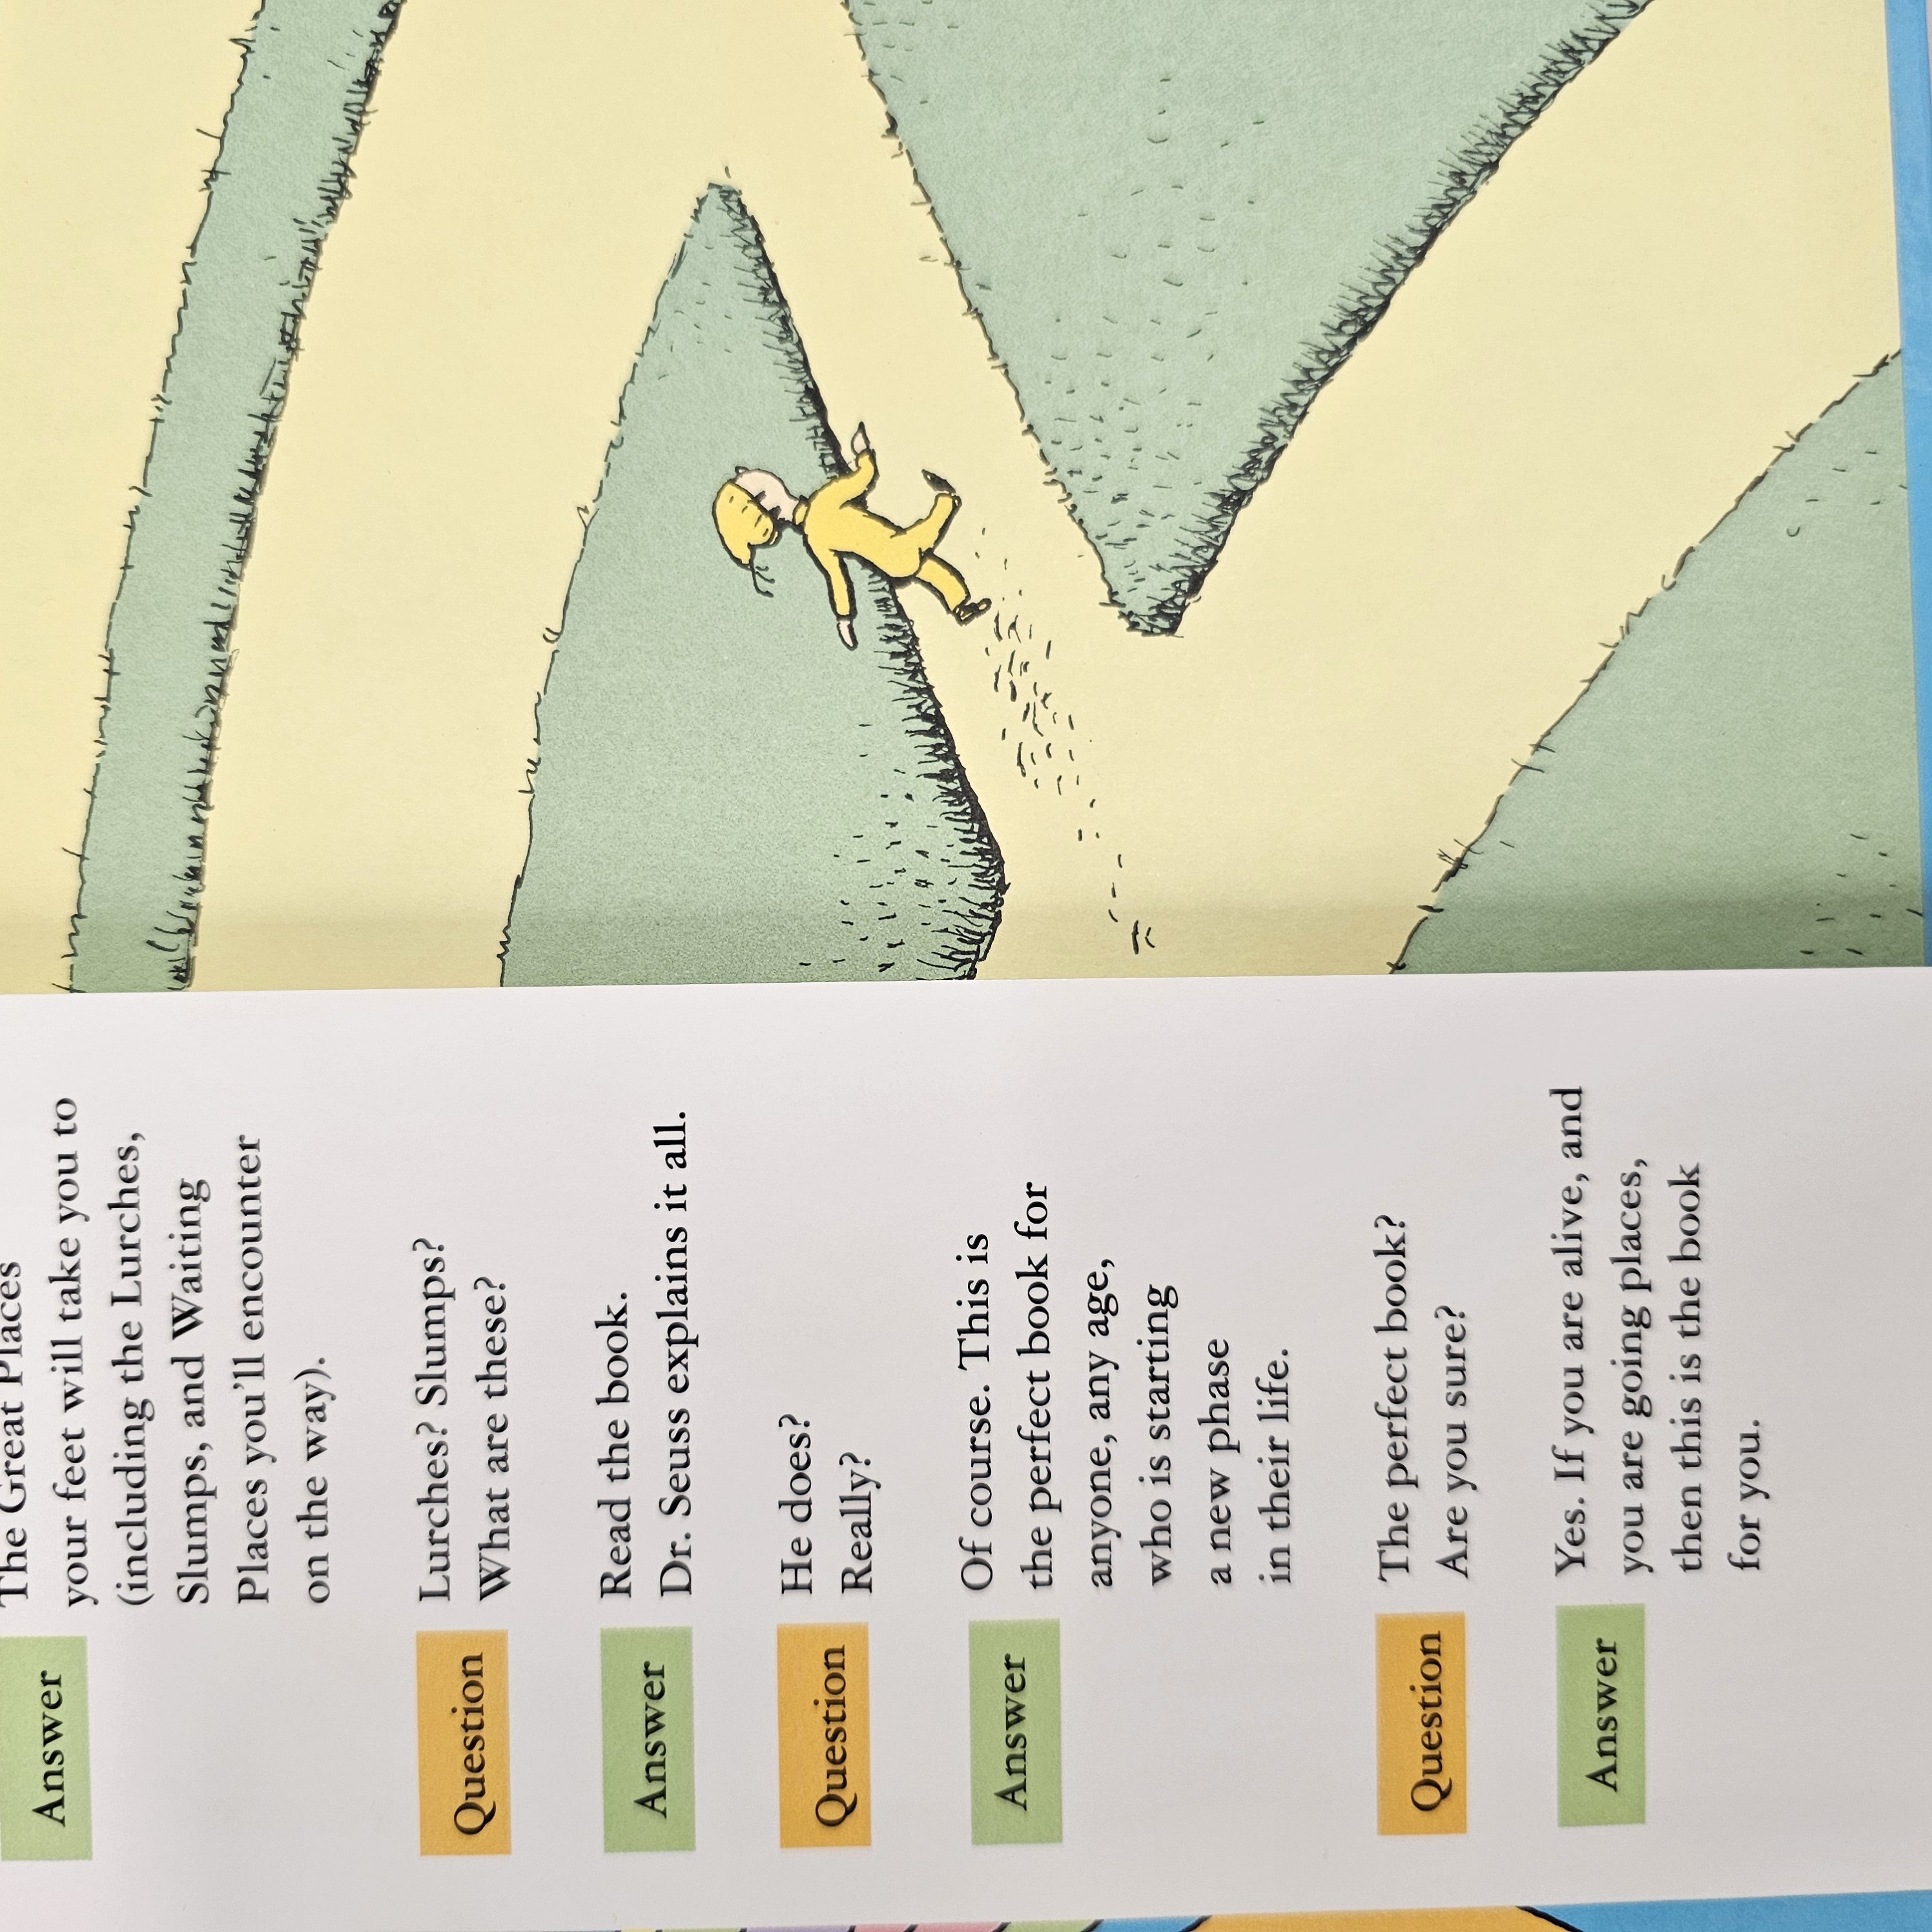 Answer
The Great Places
your feet will take you to
(including the Lurches,
Slumps, and Waiting
Places you'll encounter
on the way).
Question
Lurches? Slumps?
What are these?
Answer
Read the book.
Dr. Seuss explains it all.
Question
He does?
Really?
Answer
Of course. This is
the perfect book for
anyone, any age,
who is starting
a new phase
in their life.
Question
The perfect book?
Are you sure?
Answer
Yes. If you are alive, and
you are going places,
then this is the book
for you.